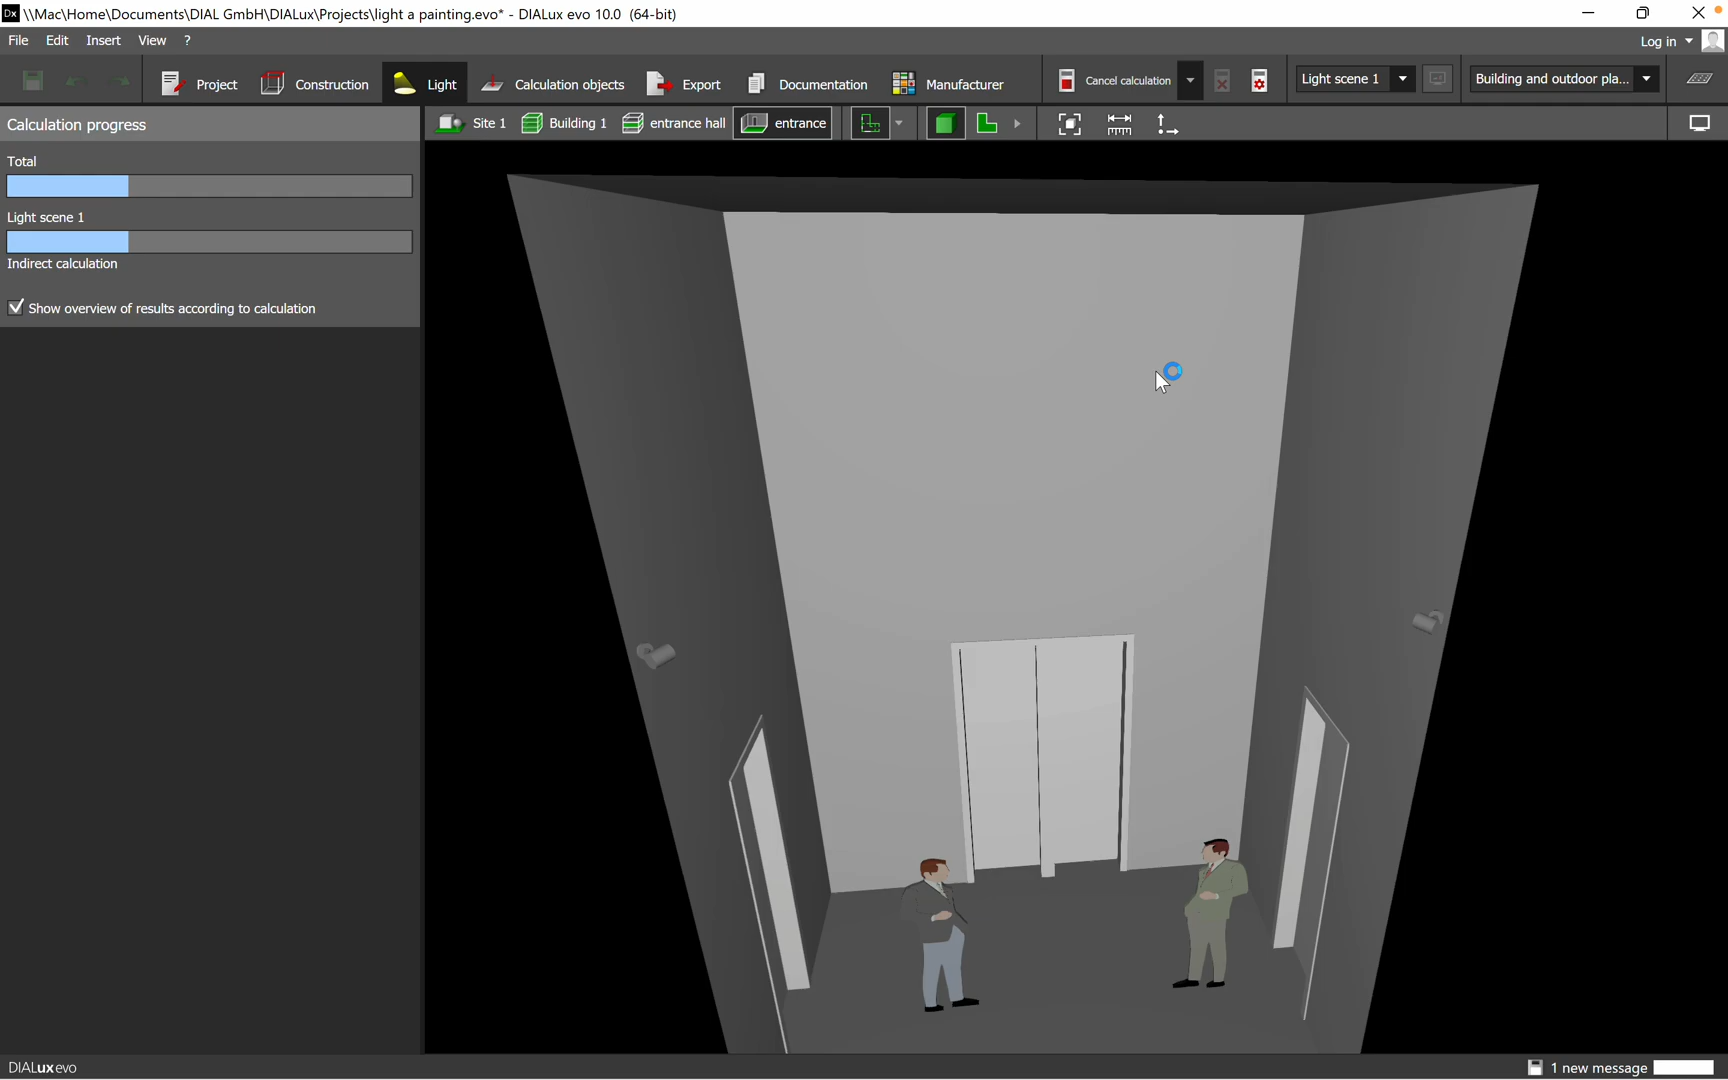 Dx \\Mac\Home\Documents\DIAL GmbH\DIALux\Projects\light a painting.evo* - DIALux evo 10.0 (64-bit)
File Edit Insert View ? Log in
Project Construction Light Calculation objects Export Documentation Manufacturer Cancel calculation Light scene 1 Building and outdoor pla...
Calculation progress Site 1 Building 1 entrance hall entrance
Total
Light scene 1
Indirect calculation
Show overview of results according to calculation
DIALux evo 1 new message